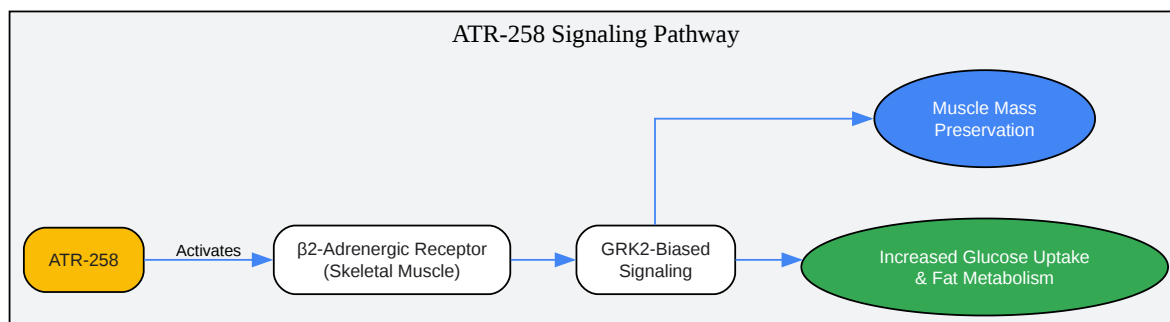 ATR-258 Signaling Pathway
Muscle Mass
Preservation
ATR-258
Activates
β2-Adrenergic Receptor
(Skeletal Muscle)
GRK2-Biased
Signaling
Increased Glucose Uptake
& Fat Metabolism